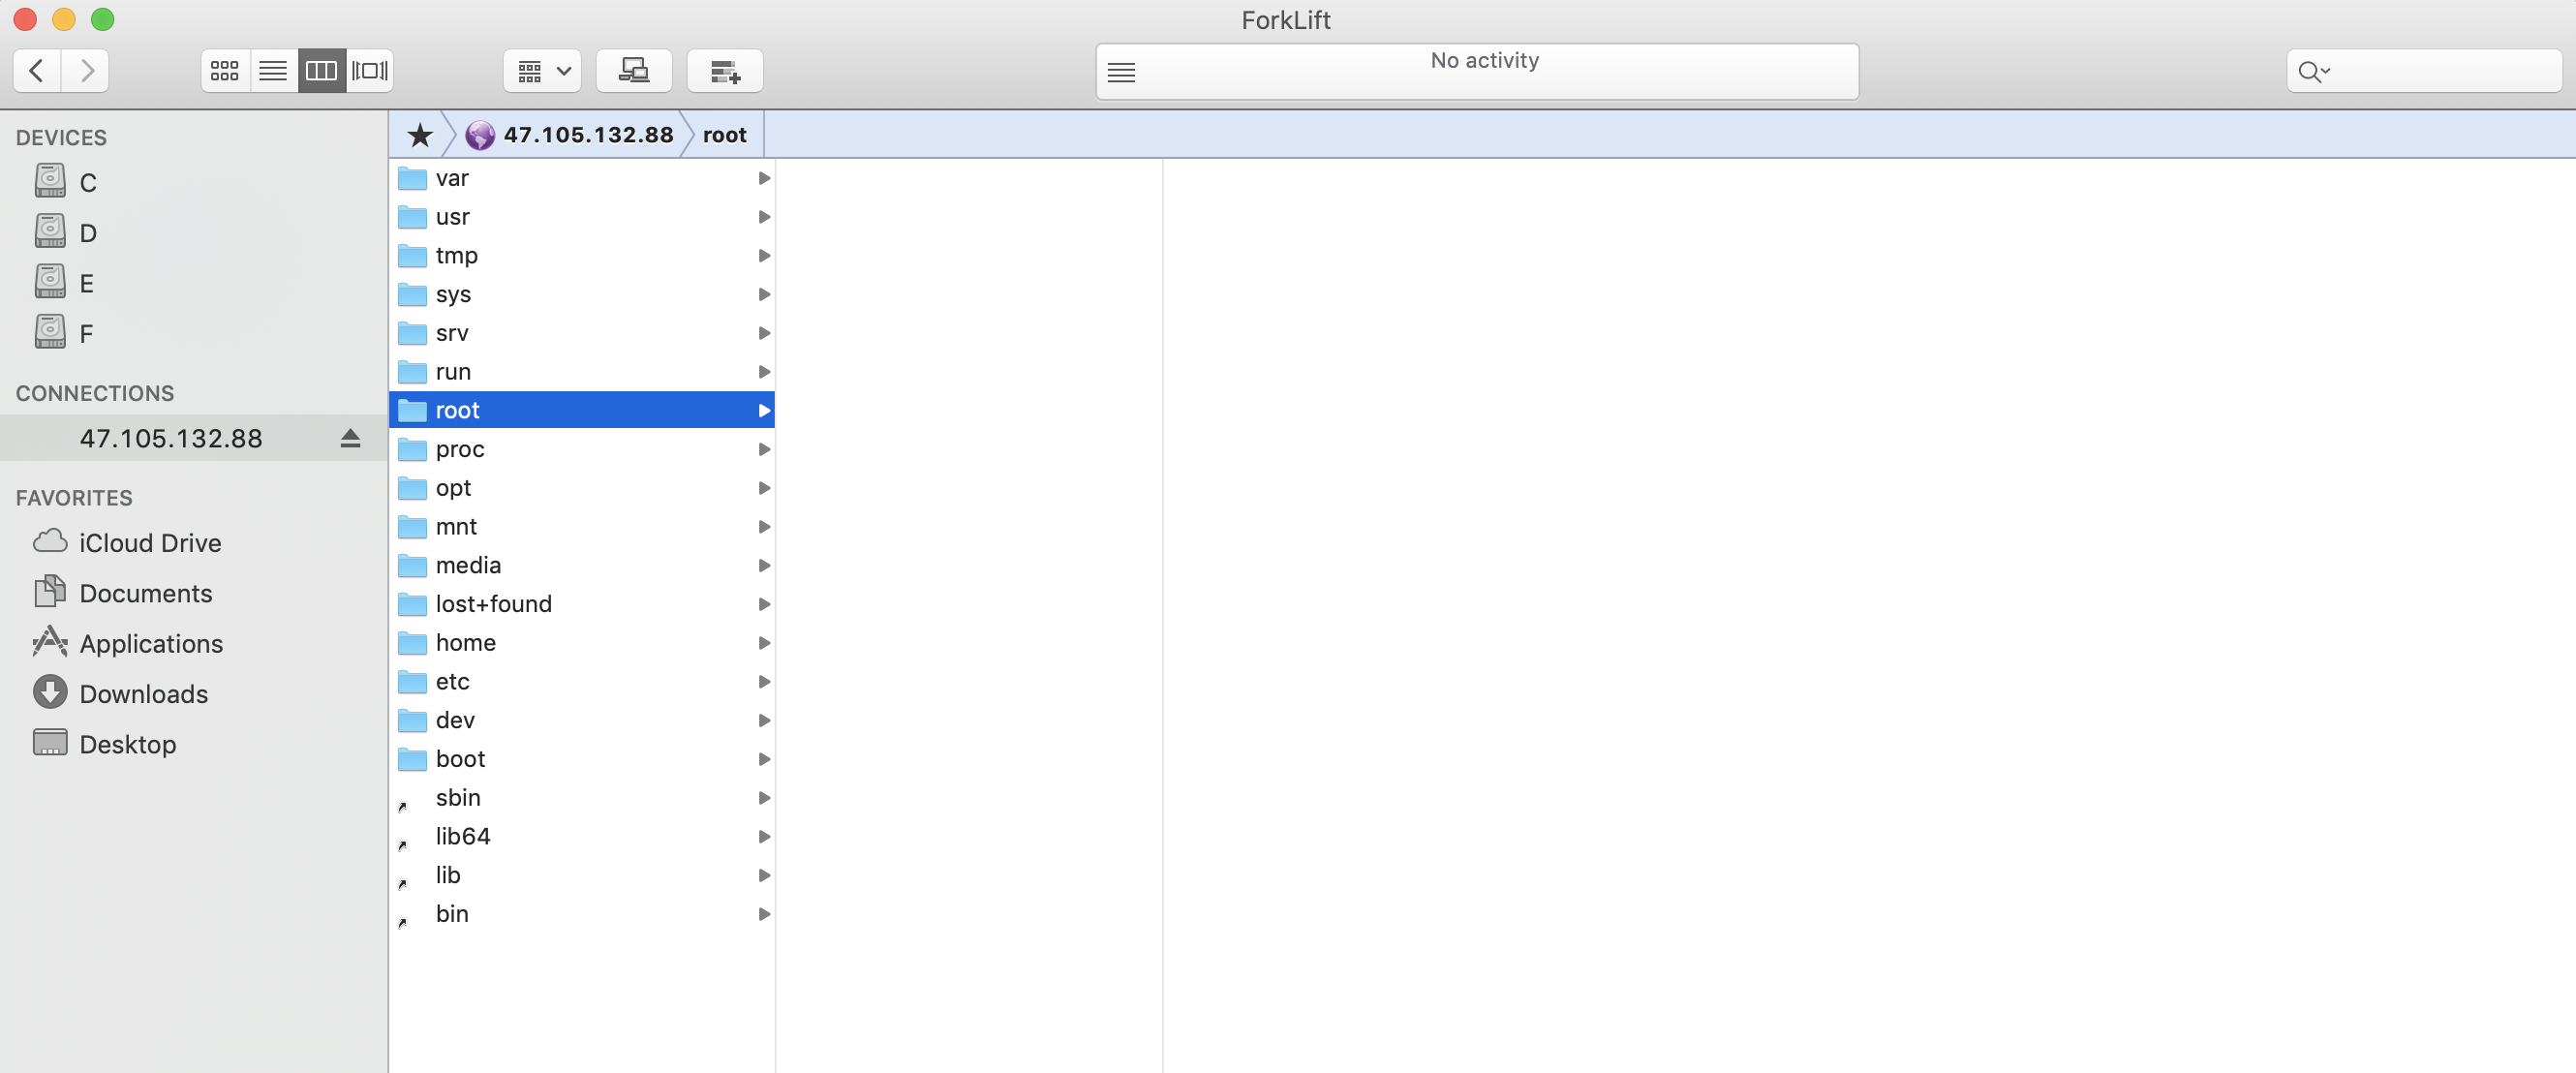 ForkLift
No activity
DEVICES
C
D
E
F
CONNECTIONS
47.105.132.88
FAVORITES
iCloud Drive
Documents
Applications
Downloads
Desktop
47.105.132.88 root
var
usr
tmp
sys
srv
run
root
proc
opt
mnt
media
lost+found
home
etc
dev
boot
sbin
lib64
lib
bin